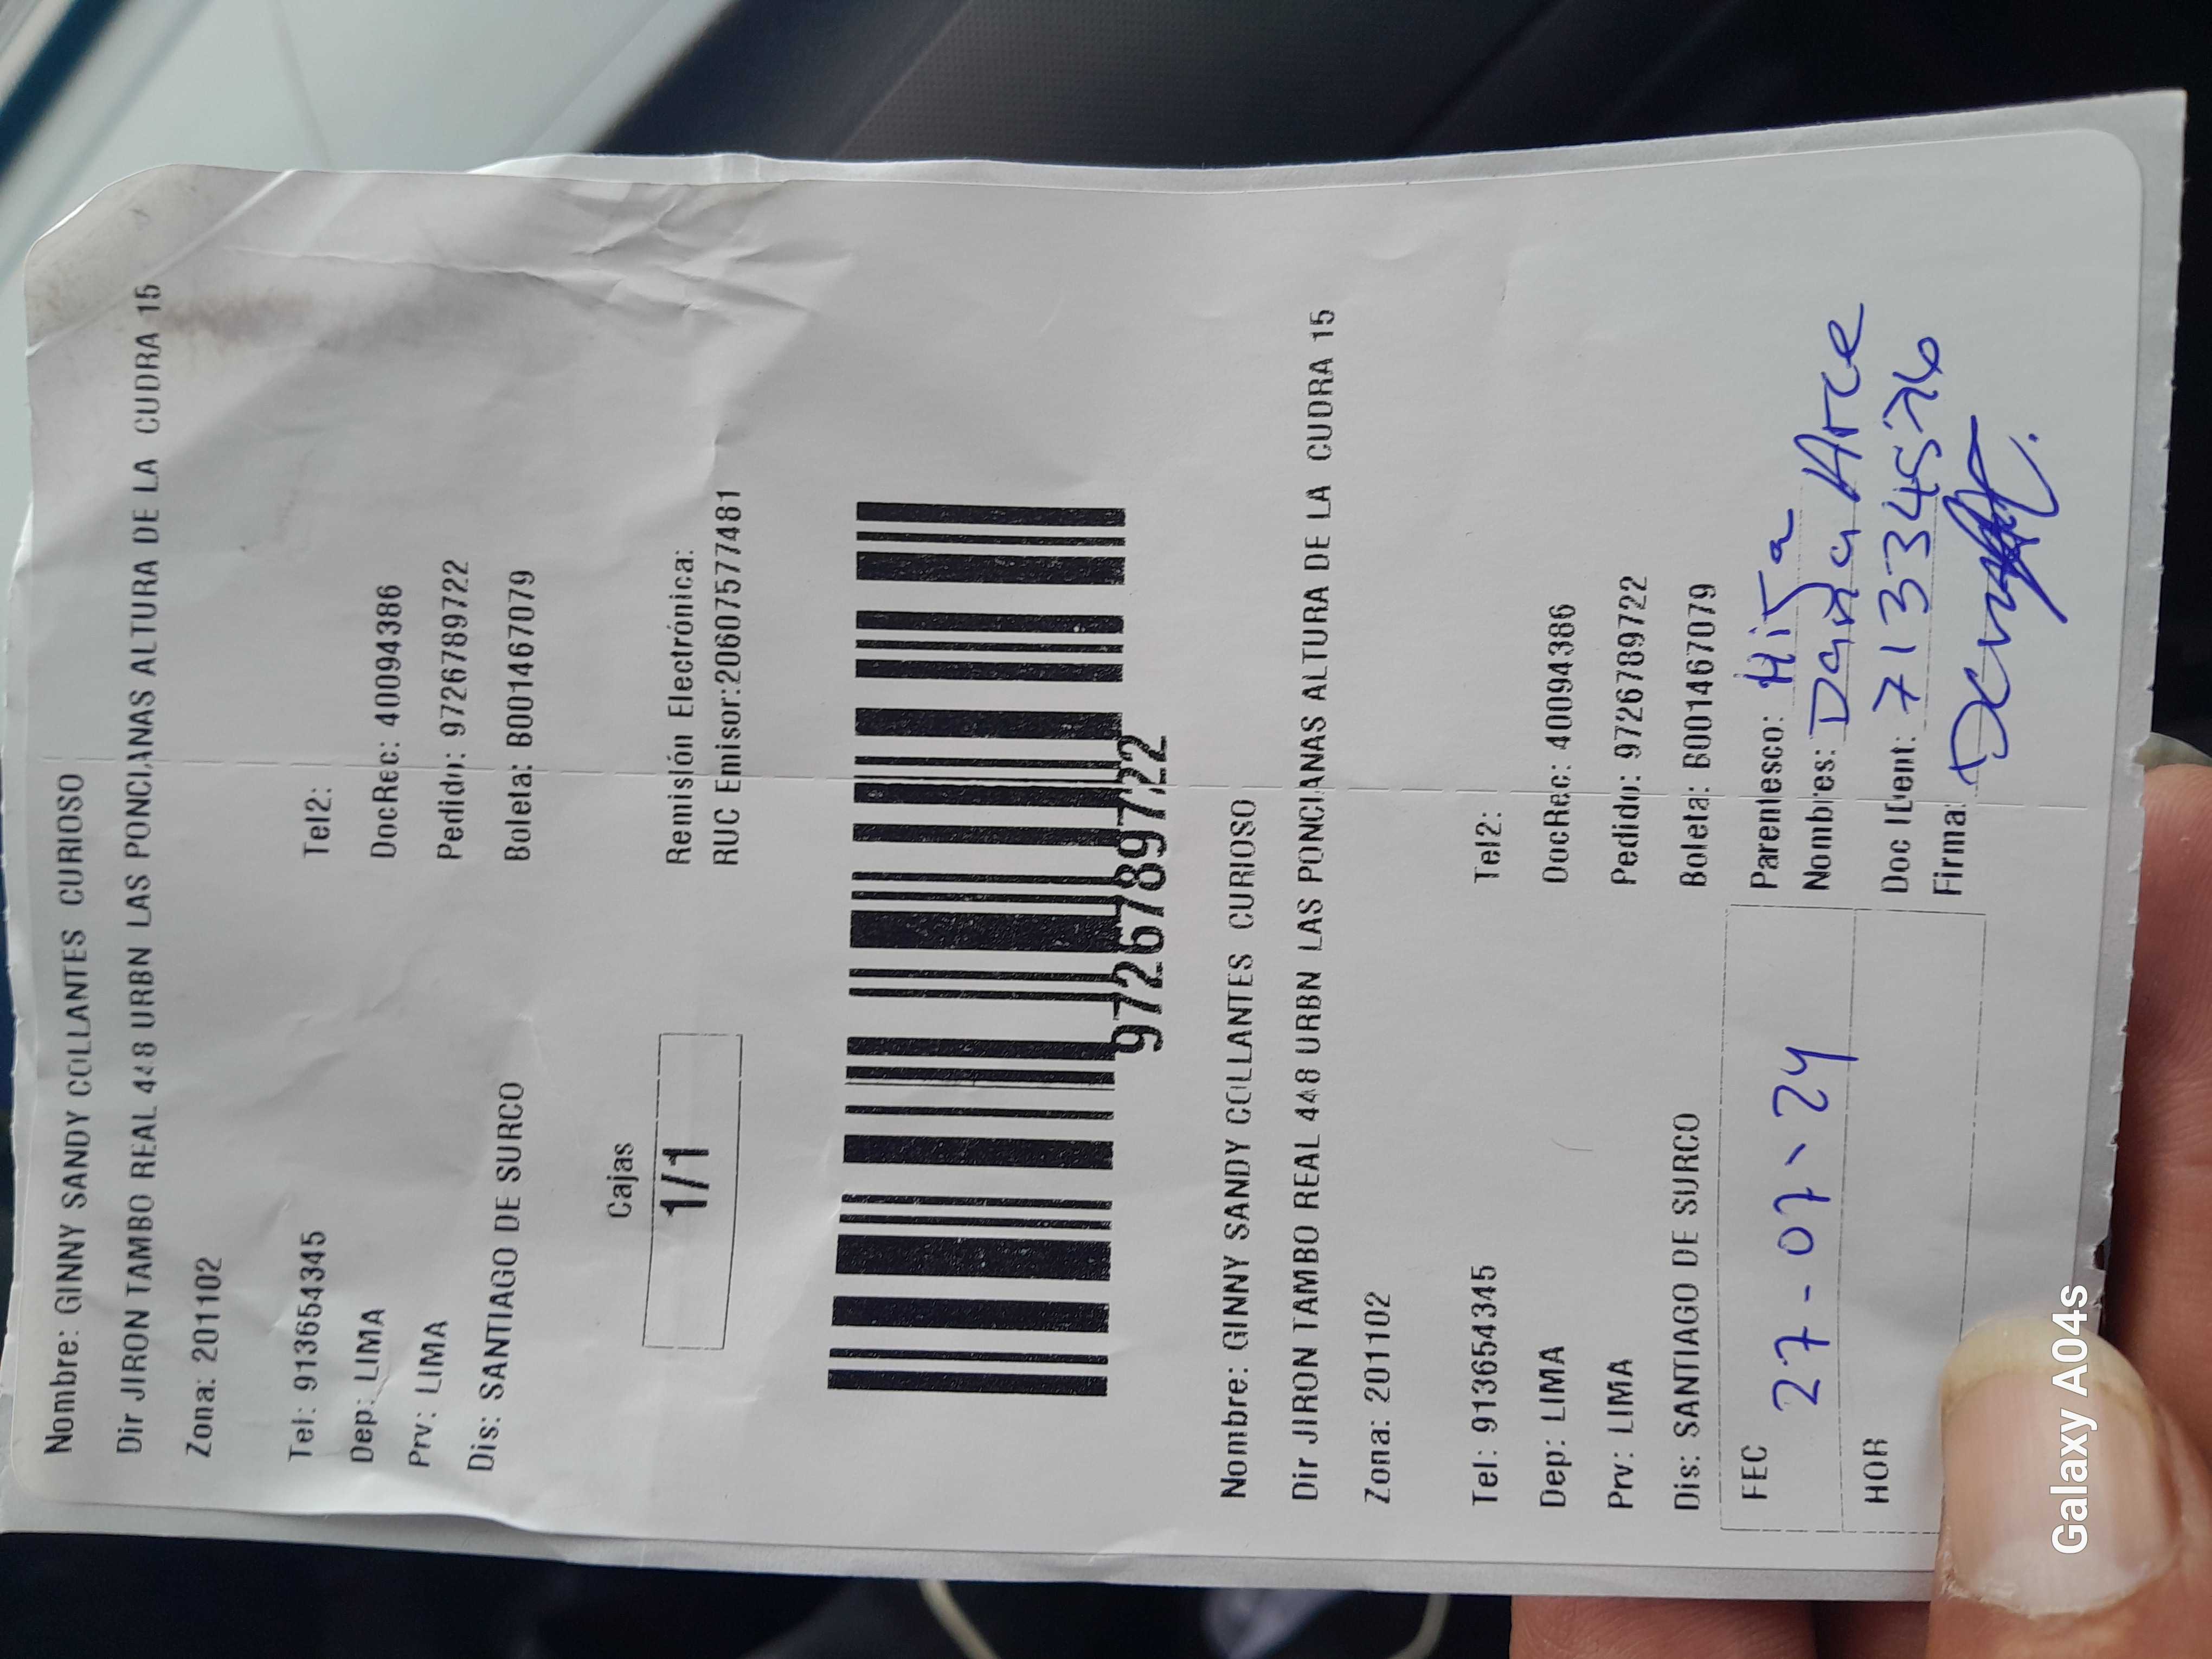 Nombre: GINNY SANDY COLLANTES CURIOSO
Dir JIRON TAMBO REAL 448 URBN LAS PONCIANAS ALTURA DE LA CUDRA 15
Zona: 201102
Tel: 913654345 Tel2:
Dep: LIMA DocRec: 40094386
Prv: LIMA Pedido: 9726789722
Dis: SANTIAGO DE SURCO Boleta: B001467079
Cajas Remisión Electrónica:
1/1 RUC Emisor:20607577481
9726789722
Nombre: GINNY SANDY COLLANTES CURIOSO
Dir JIRON TAMBO REAL 448 URBN LAS PONCIANAS ALTURA DE LA CUDRA 15
Zona: 201102
Tel: 913654345 Tel2:
Dep: LIMA DocRec: 40094386
Prv: LIMA Pedido: 9726789722
Dis: SANTIAGO DE SURCO Boleta: B001467079
FEC 27-07-24 Parentesco: Hija
Nombres: Dana Arce
HOR Doc Ident: 71334576
Firma:
Galaxy A04s